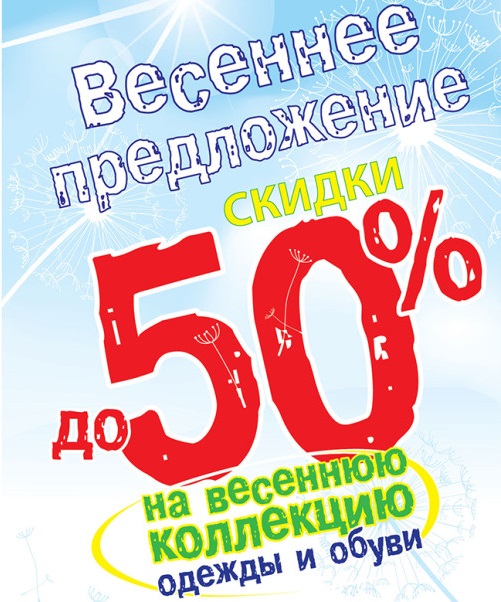 Весеннее
предложение
скидки
до 50%
на весеннюю
коллекцию
одежды и обуви